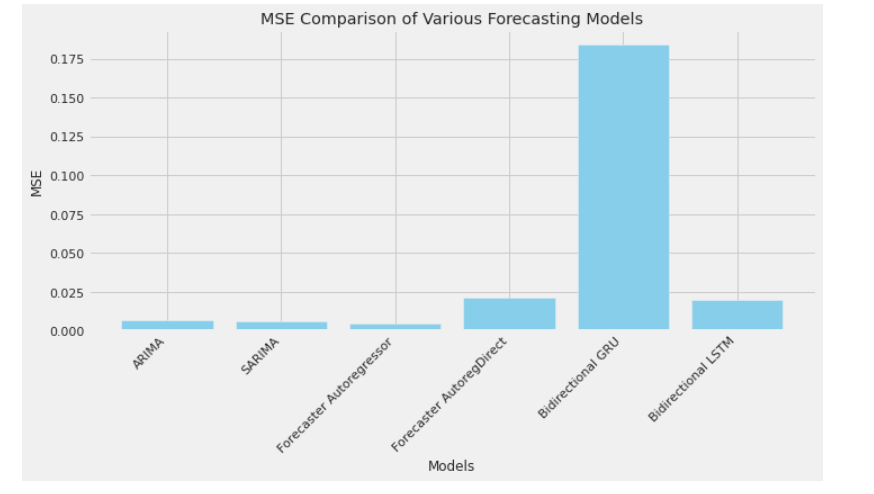 MSE Comparison of Various Forecasting Models
MSE
0.175
0.150
0.125
0.100
0.075
0.050
0.025
0.000
ARIMA
SARIMA
Forecaster Autoregressor
Forecaster AutoregDirect
Bidirectional GRU
Bidirectional LSTM
Models